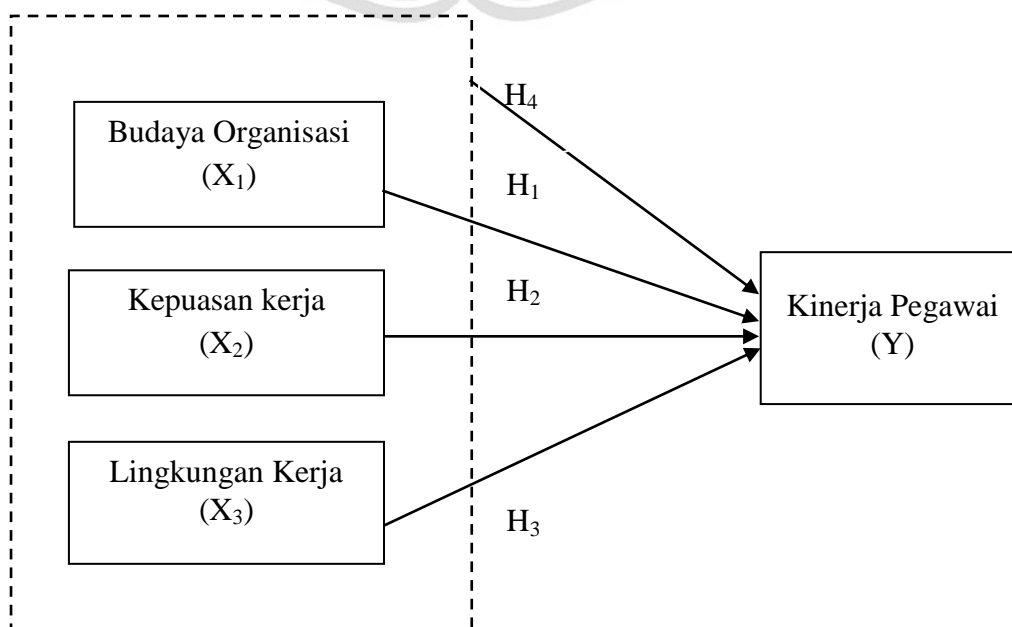 H₄
Budaya Organisasi
(X₁)
H₁
Kepuasan kerja
(X₂)
H₂
Kinerja Pegawai
(Y)
Lingkungan Kerja
(X₃)
H₃